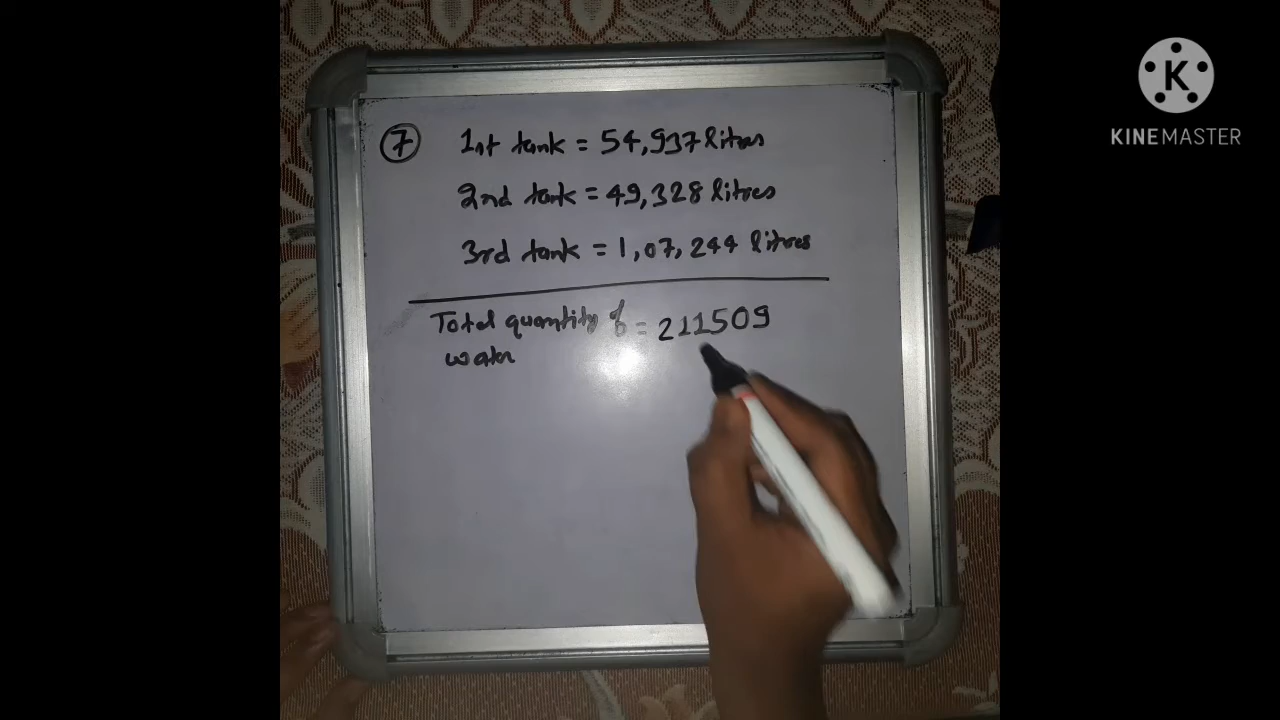 7 1st tank = 54,937 litres
2nd tank = 49,328 litres
3rd tank = 1,07,244 litres
Total quantity of = 211509
water
K
KINEMASTER